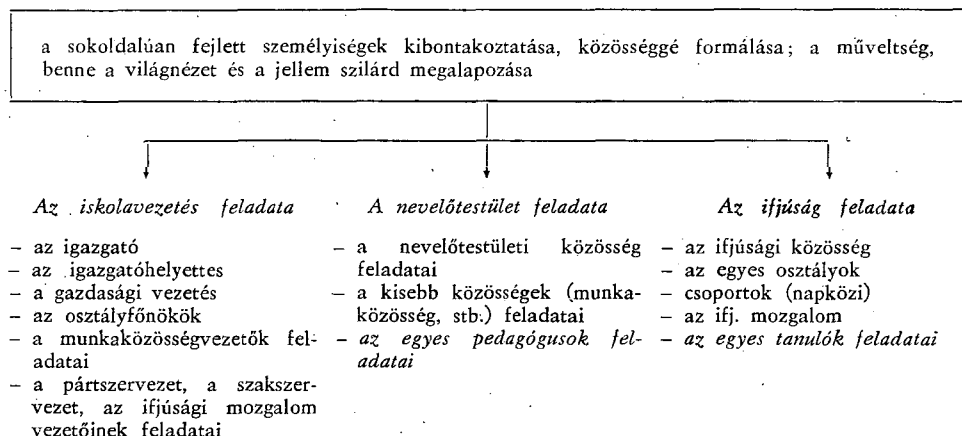 a sokoldalúan fejlett személyiségek kibontakoztatása, közösséggé formálása; a műveltség,
benne a világnézet és a jellem szilárd megalapozása
Az iskolavezetés feladata
– az igazgató
– az igazgatóhelyettes
– a gazdasági vezetés
– az osztályfőnökök
– a munkaközösségvezetők fel-
adatai
– a pártszervezet, a szakszer-
vezet, az ifjúsági mozgalom
vezetőinek feladatai
A nevelőtestület feladata
– a nevelőtestületi közösség
feladatai
– a kisebb közösségek (munka-
közösség, stb.) feladatai
– az egyes pedagógusok fel-
adatai
Az ifjúság feladata
– az ifjúsági közösség
– az egyes osztályok
– csoportok (napközi)
– az ifj. mozgalom
– az egyes tanulók feladatai